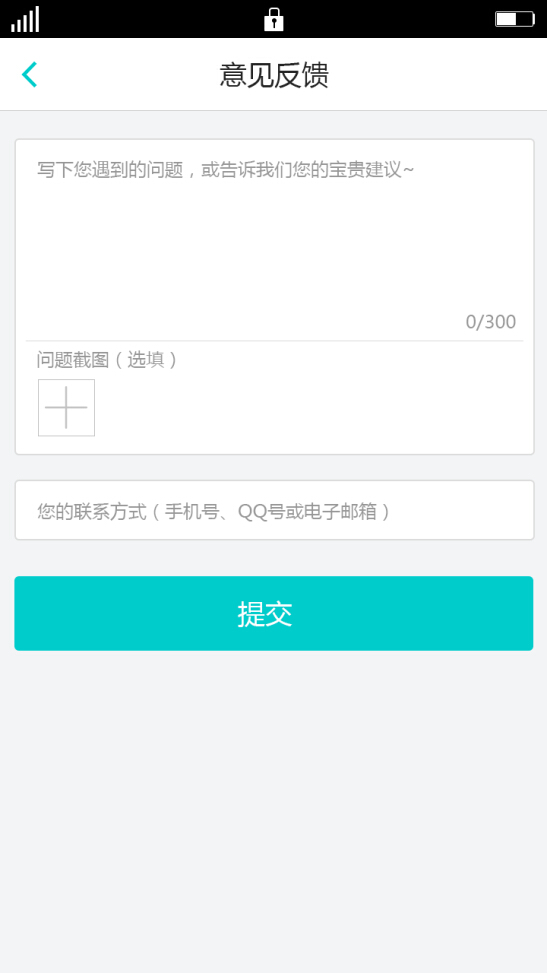 意见反馈
写下您遇到的问题，或告诉我们您的宝贵建议~
0/300
问题截图（选填）
您的联系方式（手机号、QQ号或电子邮箱）
提交